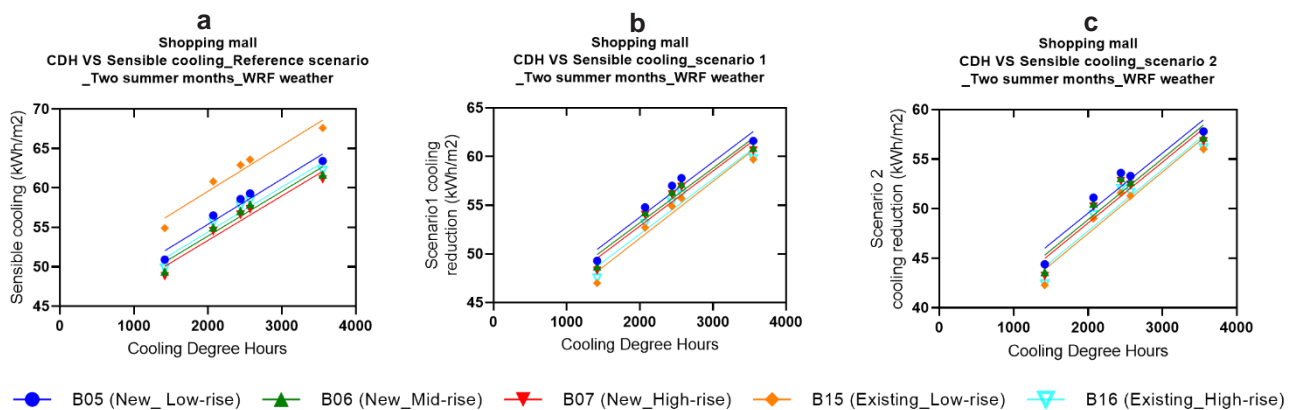 a
Shopping mall
CDH VS Sensible cooling_Reference scenario
_Two summer months_WRF weather
70
65
60
55
50
45
Sensible cooling (kWh/m2)
0
1000
2000
3000
4000
Cooling Degree Hours
b
Shopping mall
CDH VS Sensible cooling_scenario 1
_Two summer months_WRF weather
65
60
55
50
45
Scenario1 cooling
reduction (kWh/m2)
0
1000
2000
3000
4000
Cooling Degree Hours
c
Shopping mall
CDH VS Sensible cooling_scenario 2
_Two summer months_WRF weather
60
55
50
45
40
Scenario 2
cooling reduction (kWh/m2)
0
1000
2000
3000
4000
Cooling Degree Hours
B05 (New_ Low-rise)
B06 (New_Mid-rise)
B07 (New_High-rise)
B15 (Existing_Low-rise)
B16 (Existing_High-rise)